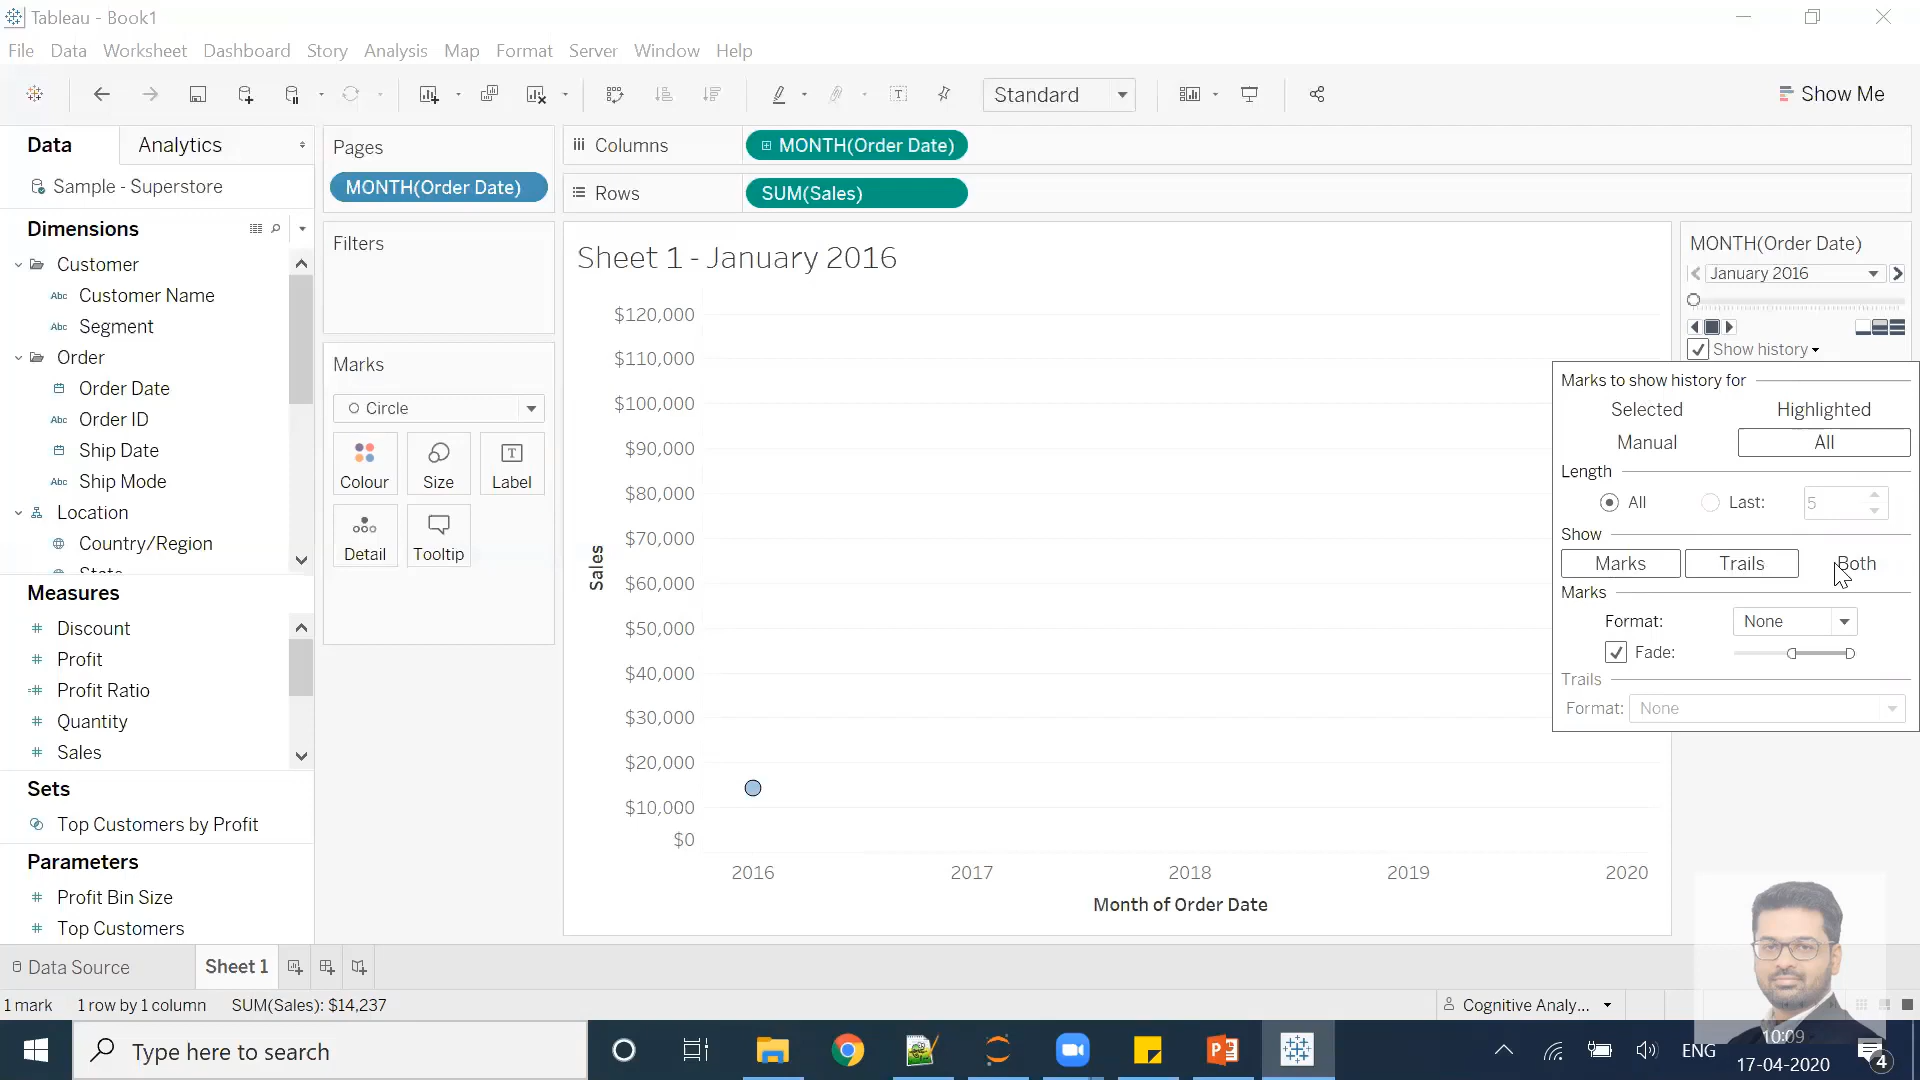 Tableau - Book1
File Data Worksheet Dashboard Story Analysis Map Format Server Window Help
Standard
Show Me
Data
Analytics
Sample - Superstore
Dimensions
Customer
Abc Customer Name
Abc Segment
Order
Order Date
Abc Order ID
Ship Date
Abc Ship Mode
Location
Country/Region
Measures
# Discount
# Profit
=# Profit Ratio
# Quantity
# Sales
Sets
Top Customers by Profit
Parameters
# Profit Bin Size
# Top Customers
Pages
MONTH(Order Date)
Filters
Marks
Circle
Colour Size Label
Detail Tooltip
Columns MONTH(Order Date)
Rows SUM(Sales)
Sheet 1 - January 2016
$120,000
$110,000
$100,000
$90,000
$80,000
$70,000
$60,000
$50,000
$40,000
$30,000
$20,000
$10,000
$0
Sales
2016 2017 2018 2019 2020
Month of Order Date
MONTH(Order Date)
January 2016
Show history
Marks to show history for
Selected Highlighted
Manual All
Length
All Last: 5
Show
Marks Trails Both
Marks
Format: None
Fade:
Trails
Format: None
Data Source Sheet 1
1 mark 1 row by 1 column SUM(Sales): $14,237
Cognitive Analy...
Type here to search
ENG
10:09
17-04-2020
4